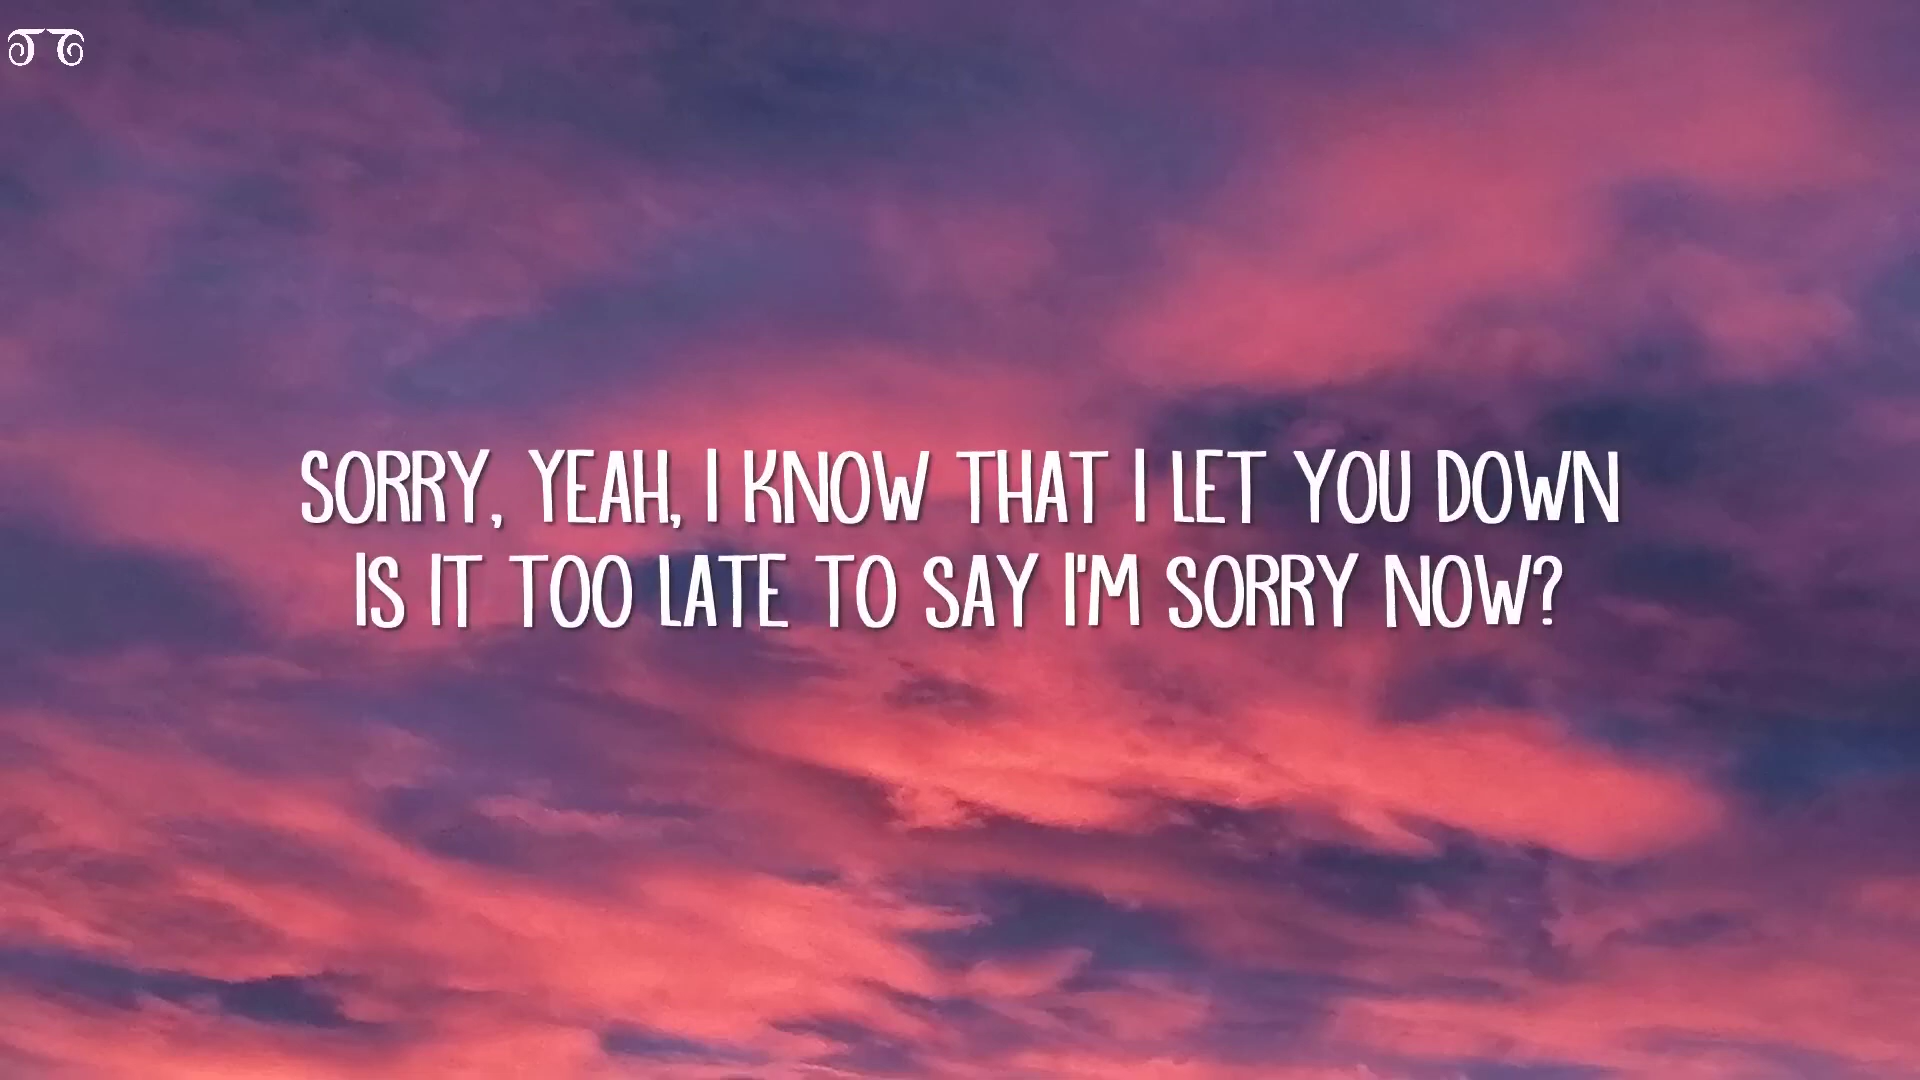 SORRY, YEAH, I KNOW THAT I LET YOU DOWN
IS IT TOO LATE TO SAY I'M SORRY NOW?